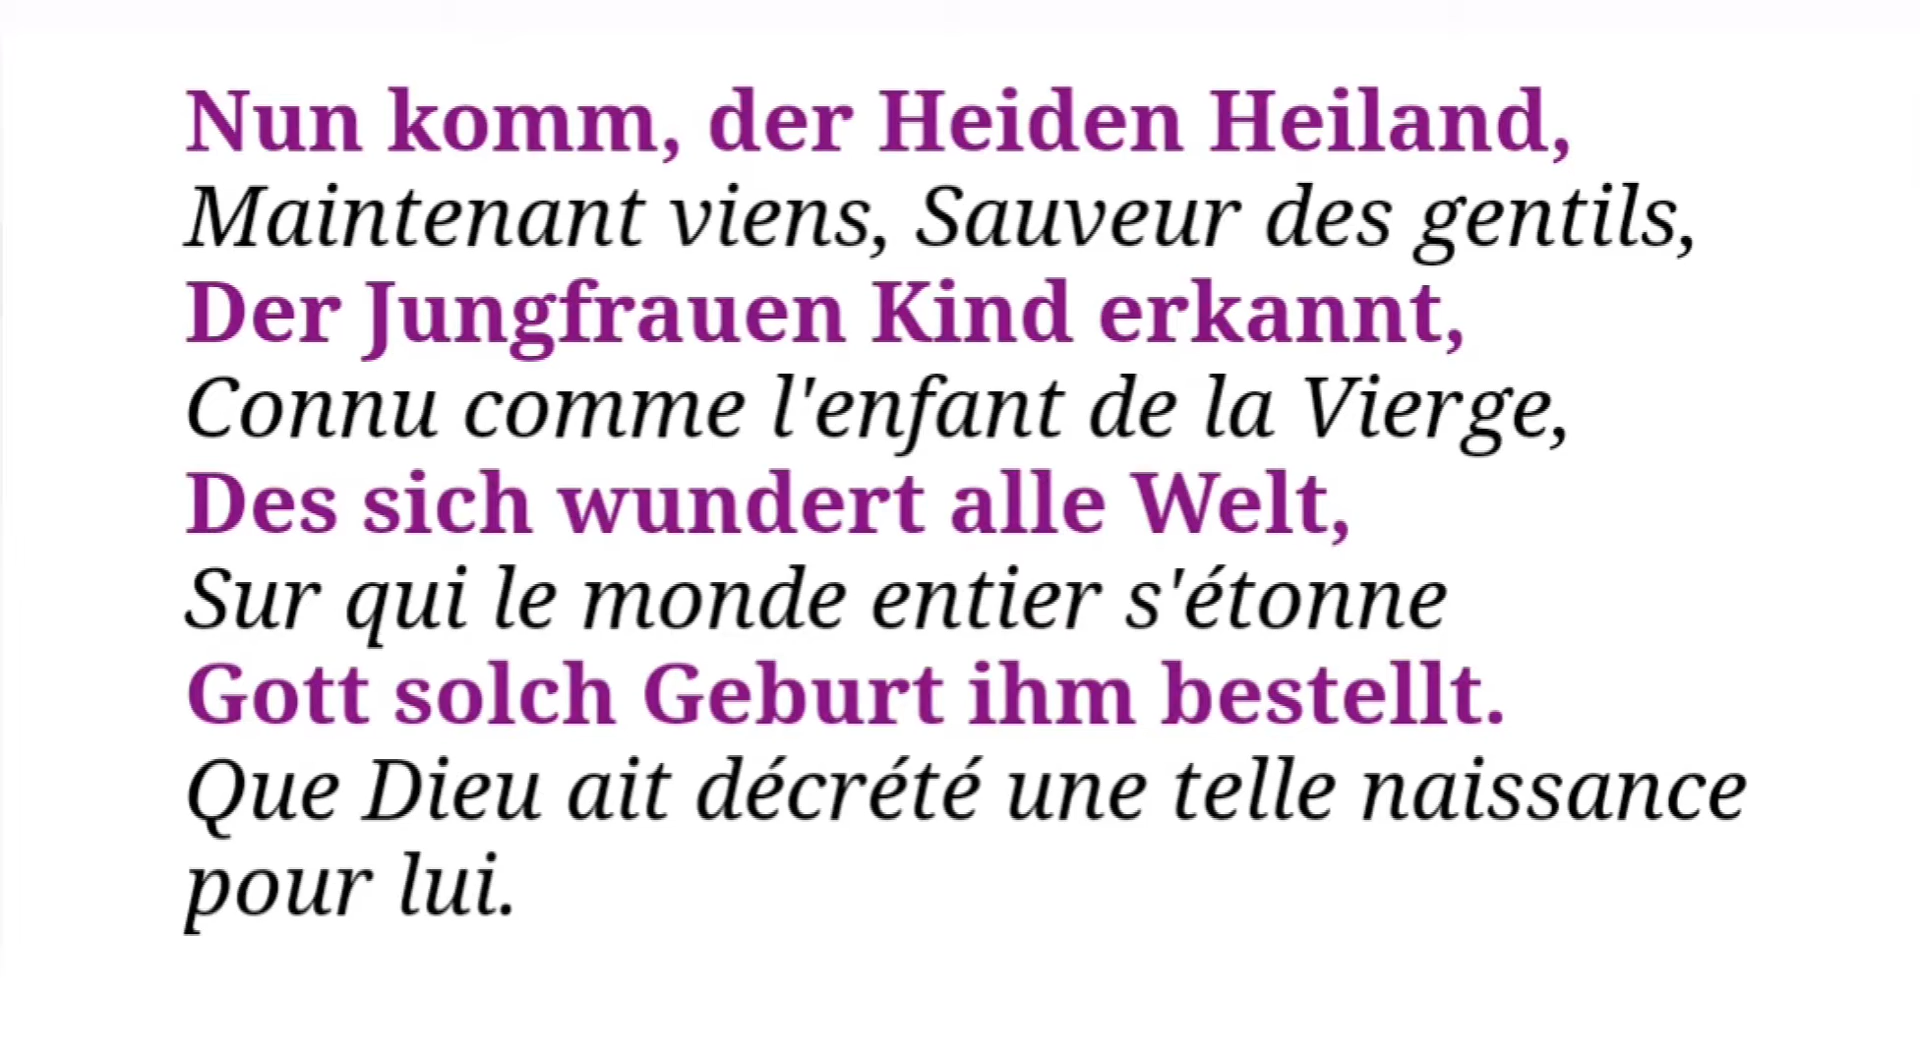 Nun komm, der Heiden Heiland,
Maintenant viens, Sauveur des gentils,
Der Jungfrauen Kind erkannt,
Connu comme l'enfant de la Vierge,
Des sich wundert alle Welt,
Sur qui le monde entier s'étonne
Gott solch Geburt ihm bestellt.
Que Dieu ait décrété une telle naissance
pour lui.